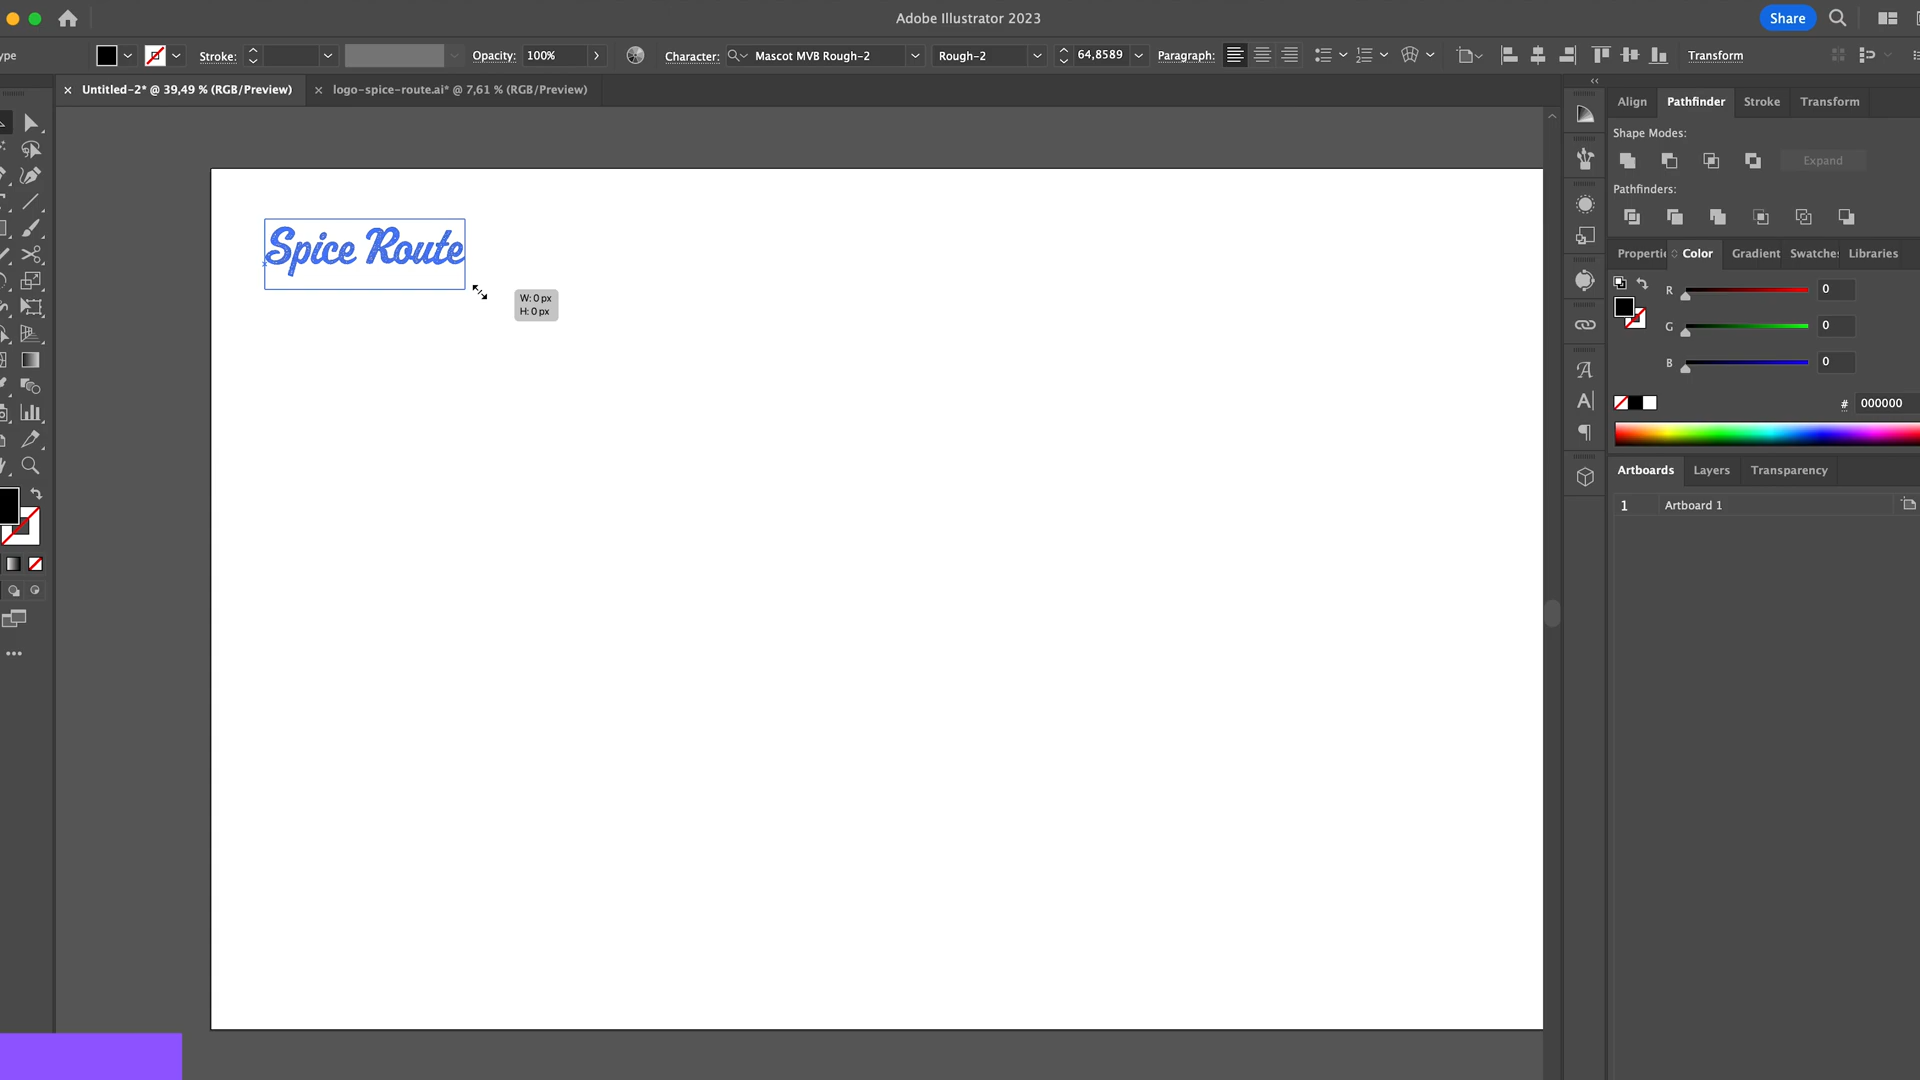 Adobe Illustrator 2023
Share
ype
Stroke:
Opacity: 100%
Character: Mascot MVB Rough-2
Rough-2
64,8589
Paragraph:
Transform
Untitled-2* @ 39,49 % (RGB/Preview)
logo-spice-route.ai* @ 7,61 % (RGB/Preview)
Align Pathfinder Stroke Transform
Shape Modes:
Expand
Pathfinders:
Spice Route
W: 0 px
H: 0 px
Properti Color Gradient Swatche Libraries
R 0
G 0
B 0
# 000000
Artboards Layers Transparency
1 Artboard 1